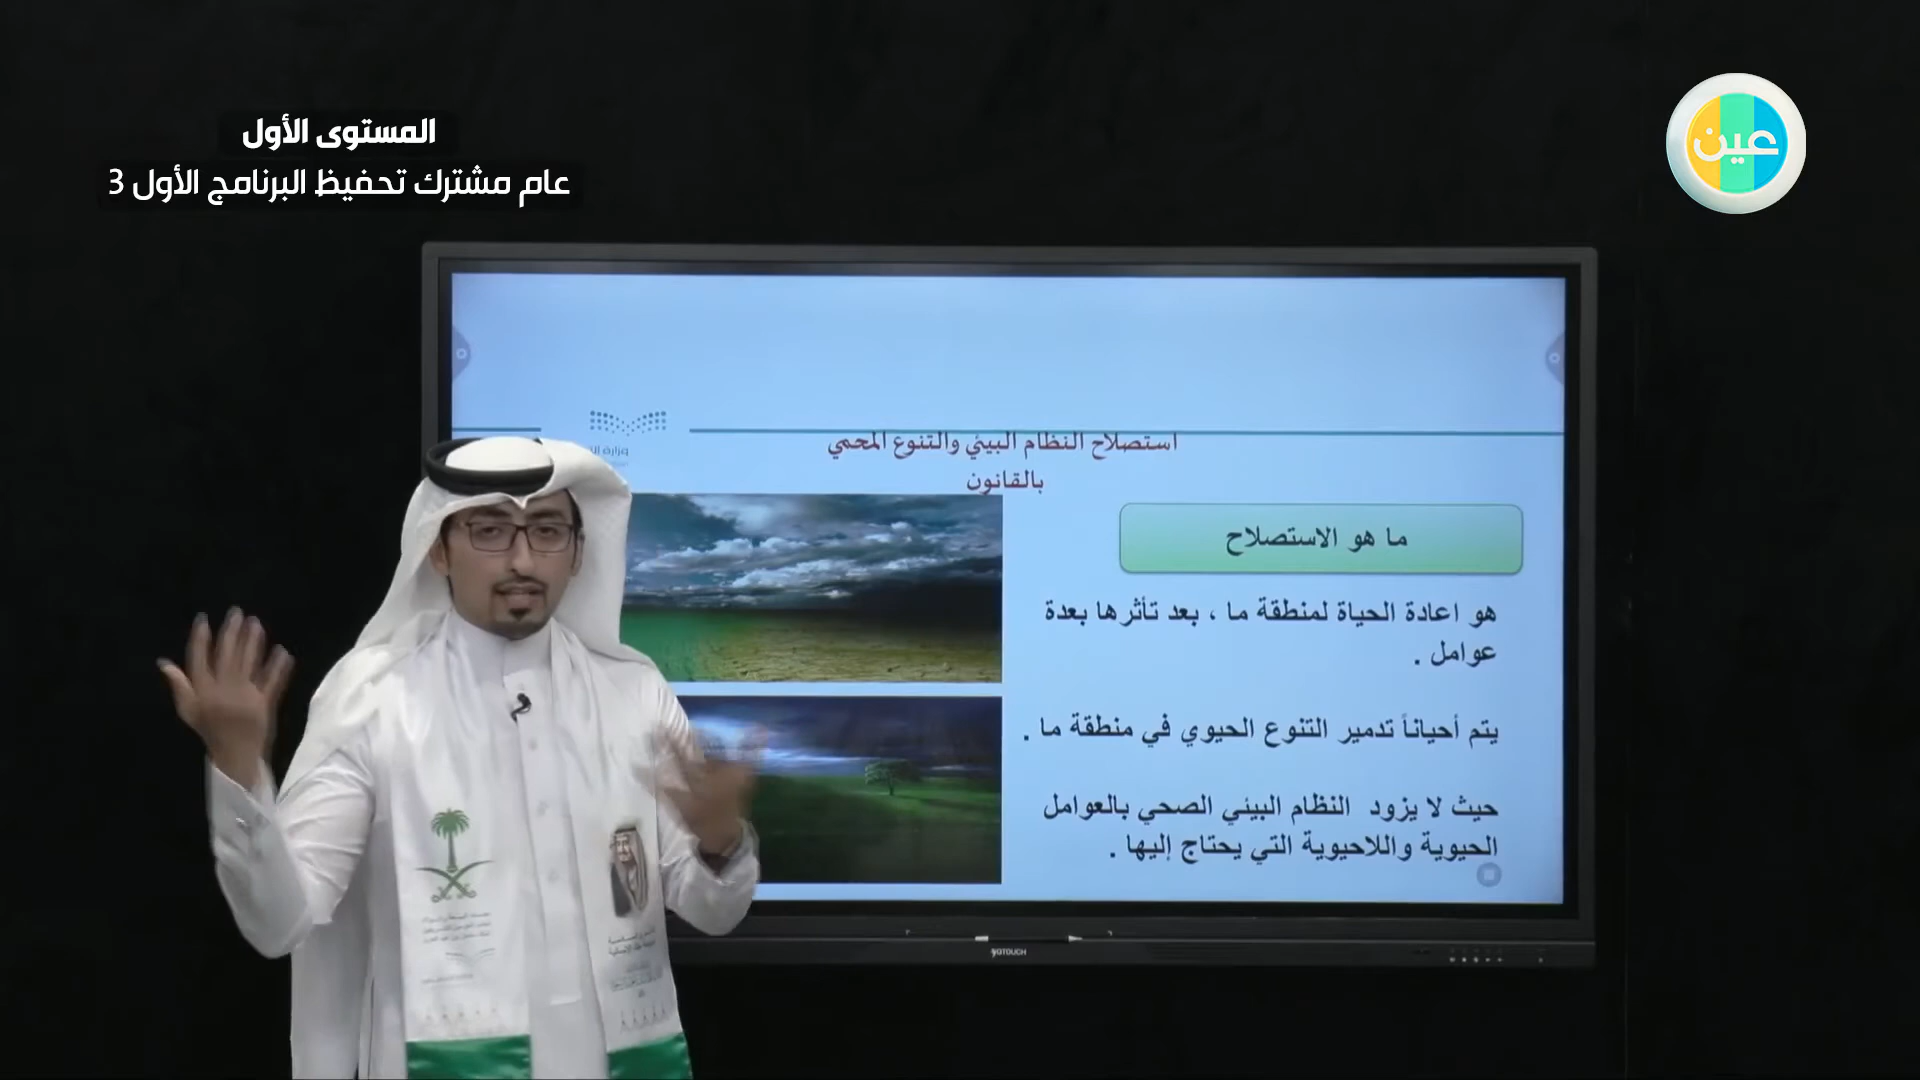 المستوى الأول
عام مشترك تحفيظ البرنامج الأول 3
عين
استصلاح النظام البيئي والتنوع المحمي
بالقانون
ما هو الاستصلاح
هو اعادة الحياة لمنطقة ما ، بعد تأثرها بعدة
عوامل .
يتم أحياناً تدمير التنوع الحيوي في منطقة ما .
حيث لا يزود النظام البيئي الصحي بالعوامل
الحيوية واللاحيوية التي يحتاج إليها .